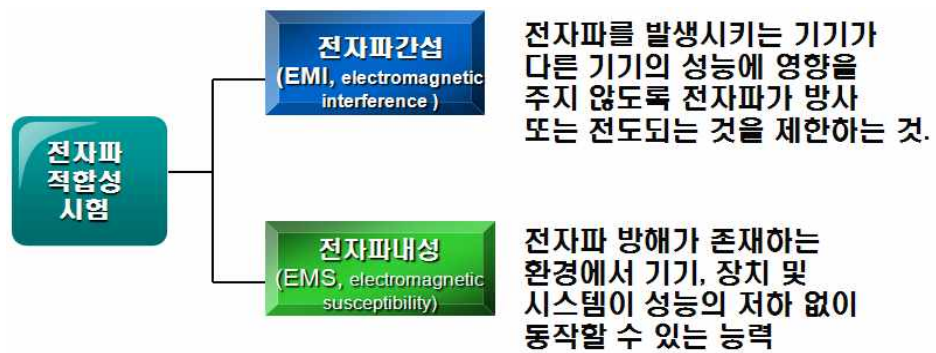 전자파
적합성
시험
전자파간섭
(EMI, electromagnetic
interference )
전자파를 발생시키는 기기가
다른 기기의 성능에 영향을
주지 않도록 전자파가 방사
또는 전도되는 것을 제한하는 것.
전자파내성
(EMS, electromagnetic
susceptibility)
전자파 방해가 존재하는
환경에서 기기, 장치 및
시스템이 성능의 저하 없이
동작할 수 있는 능력